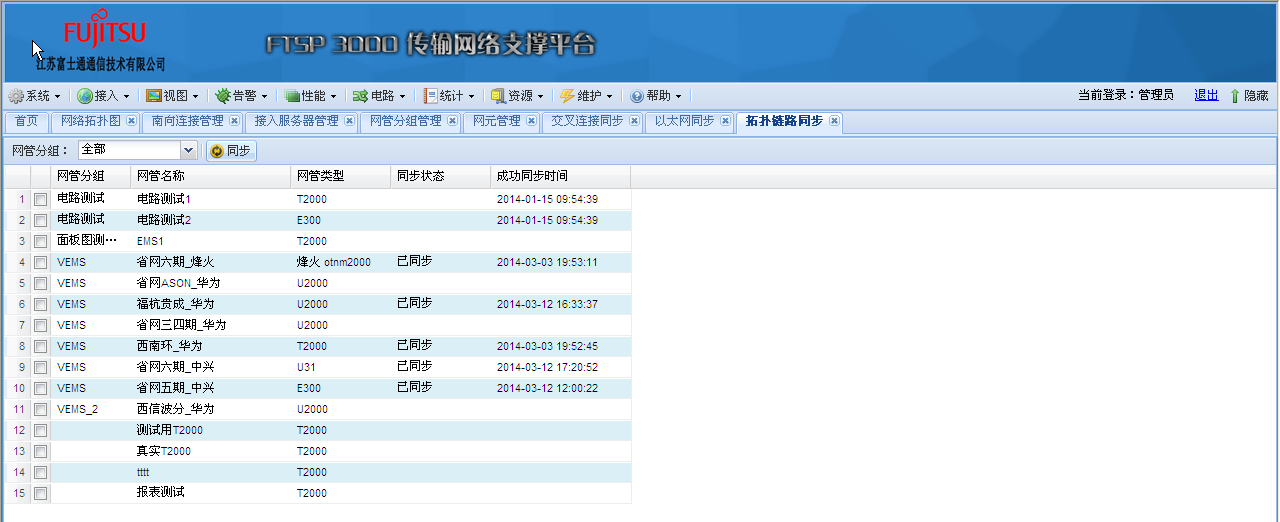 FUJITSU
江苏富士通通信技术有限公司
FTSP 3000 传输网络支撑平台
系统 接入 视图 告警 性能 电路 统计 资源 维护 帮助 当前登录：管理员 退出 隐藏
首页 网络拓扑图 南向连接管理 接入服务器管理 网管分组管理 网元管理 交叉连接同步 以太网同步 拓扑链路同步
网管分组： 全部 同步
网管分组 网管名称 网管类型 同步状态 成功同步时间
1 电路测试 电路测试1 T2000 2014-01-15 09:54:39
2 电路测试 电路测试2 E300 2014-01-15 09:54:39
3 面板图测… EMS1 T2000
4 VEMS 省网六期_烽火 烽火 otnm2000 已同步 2014-03-03 19:53:11
5 VEMS 省网ASON_华为 U2000
6 VEMS 福杭贵成_华为 U2000 已同步 2014-03-12 16:33:37
7 VEMS 省网三四期_华为 U2000
8 VEMS 西南环_华为 T2000 已同步 2014-03-03 19:52:45
9 VEMS 省网六期_中兴 U31 已同步 2014-03-12 17:20:52
10 VEMS 省网五期_中兴 E300 已同步 2014-03-12 12:00:22
11 VEMS_2 西信波分_华为 U2000
12 测试用T2000 T2000
13 真实T2000 T2000
14 tttt T2000
15 报表测试 T2000